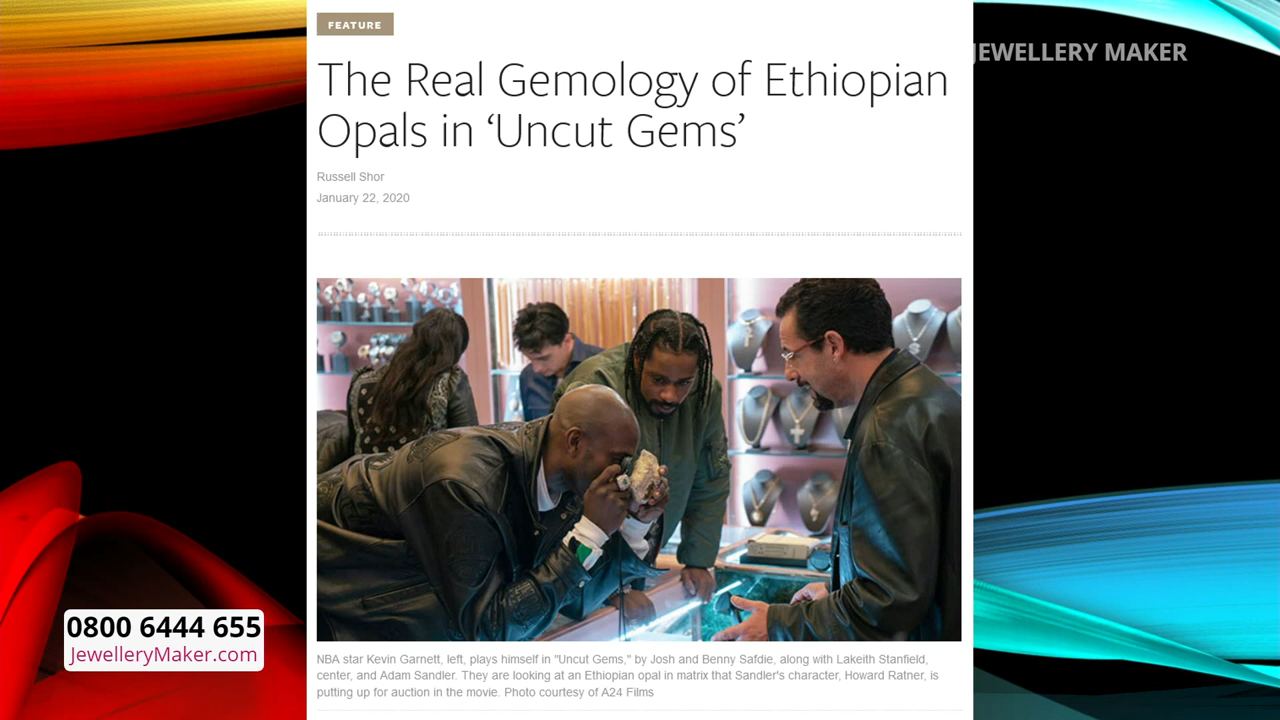 FEATURE
The Real Gemology of Ethiopian
Opals in ‘Uncut Gems’
Russell Shor
January 22, 2020
NBA star Kevin Garnett, left, plays himself in "Uncut Gems," by Josh and Benny Safdie, along with Lakeith Stanfield,
center, and Adam Sandler. They are looking at an Ethiopian opal in matrix that Sandler's character, Howard Ratner, is
putting up for auction in the movie. Photo courtesy of A24 Films
JEWELLERY MAKER
0800 6444 655
JewelleryMaker.com